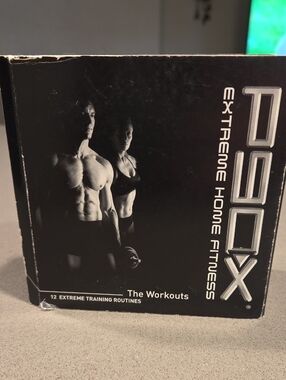 P90X®
EXTREME HOME FITNESS
The Workouts
12 EXTREME TRAINING ROUTINES